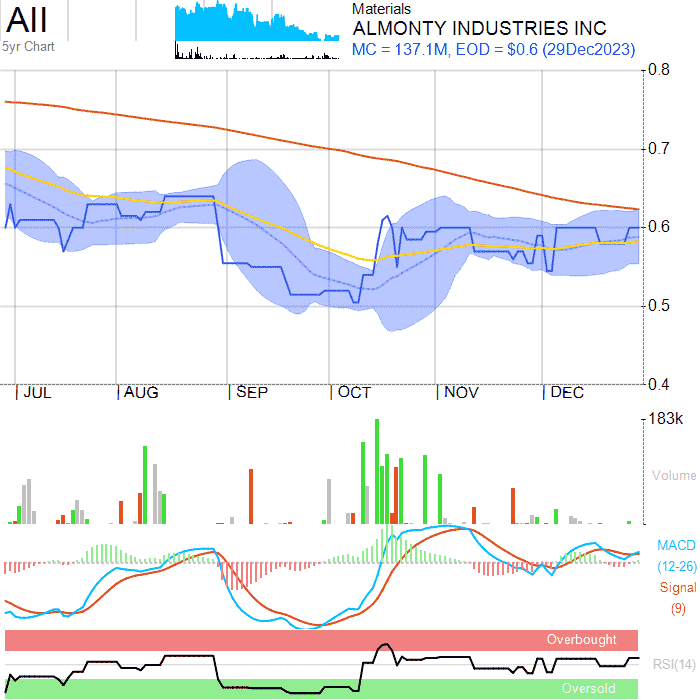 AII
5yr Chart
Materials
ALMONTY INDUSTRIES INC
MC = 137.1M, EOD = $0.6 (29Dec2023)
0.8
0.7
0.6
0.5
0.4
JUL
AUG
SEP
OCT
NOV
DEC
183k
Volume
MACD
(12-26)
Signal
(9)
Overbought
RSI(14)
Oversold